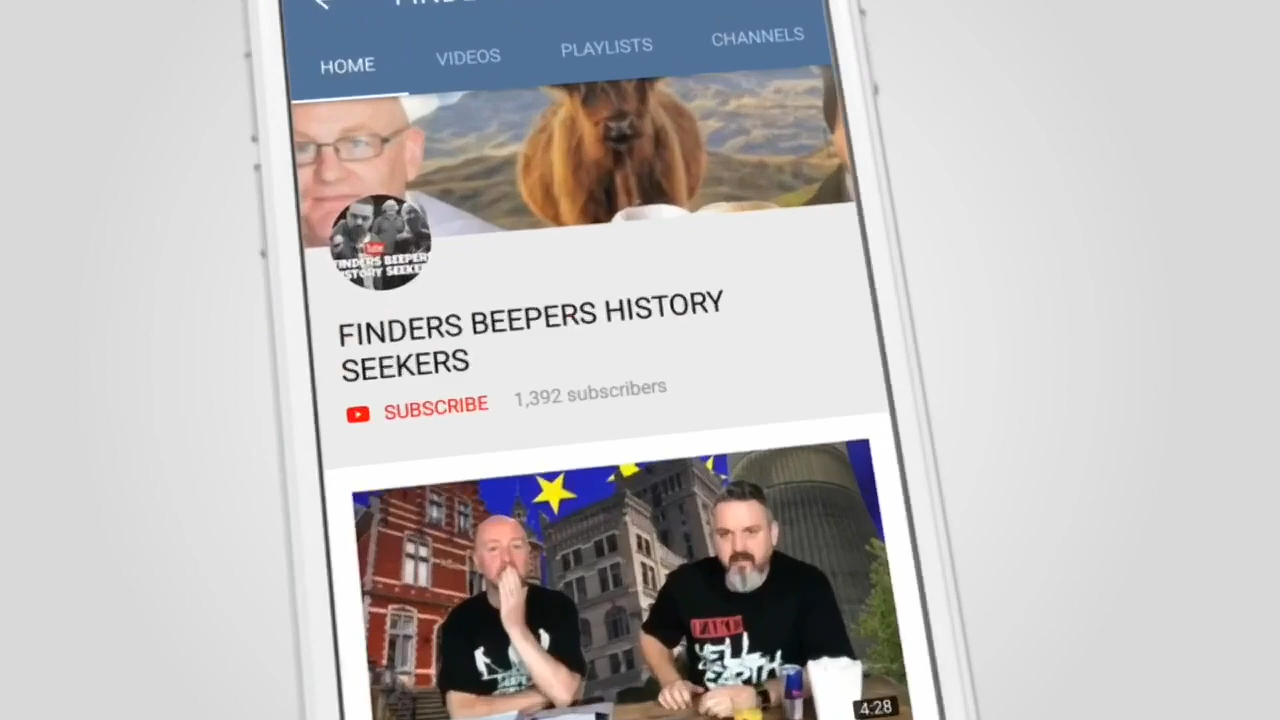 HOME VIDEOS PLAYLISTS CHANNELS
FINDERS BEEPERS HISTORY
SEEKERS
SUBSCRIBE 1,392 subscribers
4:28